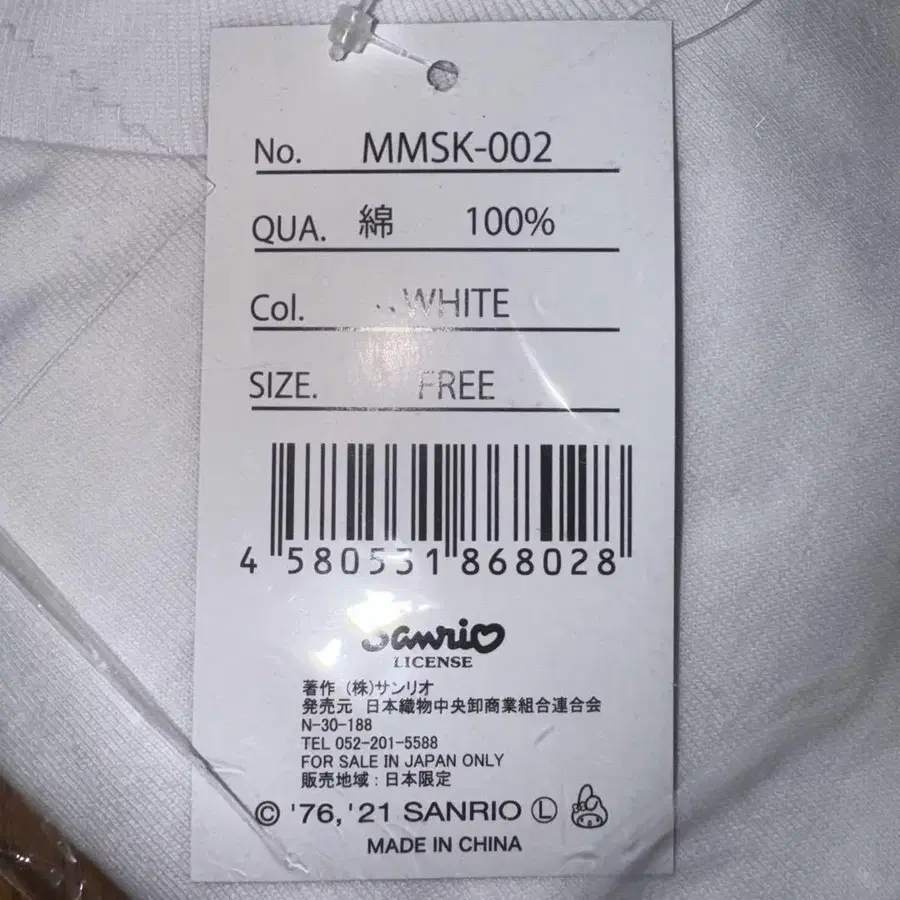 No. MMSK-002
QUA. 綿 100%
Col. WHITE
SIZE. FREE
4 580531 868028
Sanrio
LICENSE
著作 (株)サンリオ
発売元 日本織物中央卸商業組合連合会
N-30-188
TEL 052-201-5588
FOR SALE IN JAPAN ONLY
販売地域：日本限定
© '76, '21 SANRIO Ⓛ
MADE IN CHINA